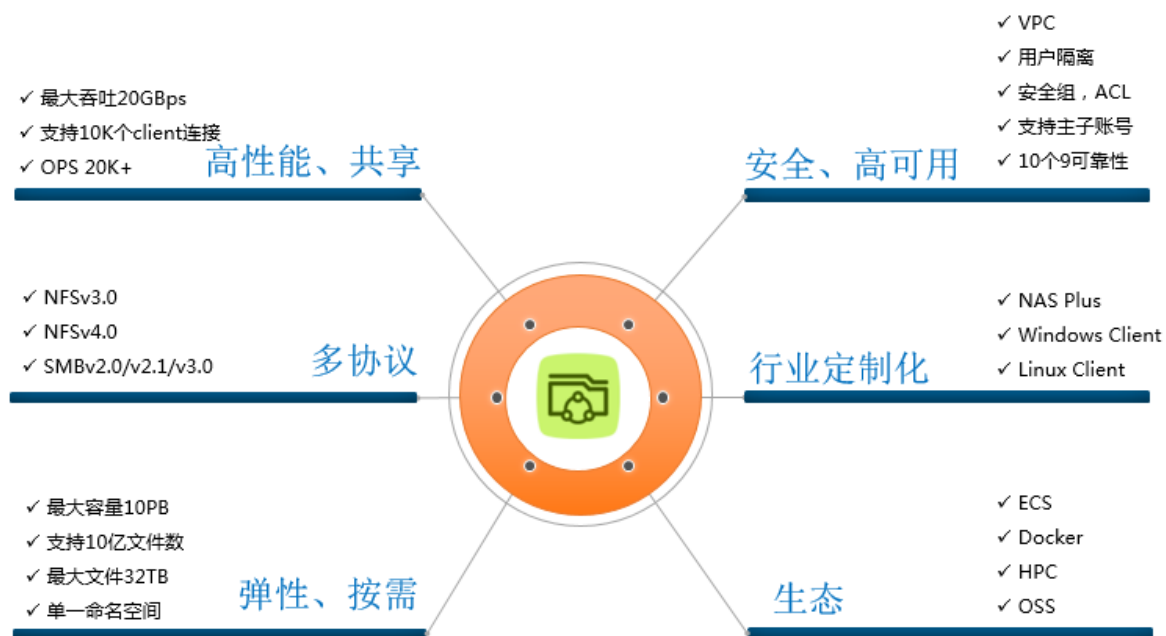 ✓ 最大吞吐20GBps
✓ 支持10K个client连接
✓ OPS 20K+
高性能、共享
✓ VPC
✓ 用户隔离
✓ 安全组，ACL
✓ 支持主子账号
✓ 10个9可靠性
安全、高可用
✓ NFSv3.0
✓ NFSv4.0
✓ SMBv2.0/v2.1/v3.0
多协议
✓ NAS Plus
✓ Windows Client
✓ Linux Client
行业定制化
✓ 最大容量10PB
✓ 支持10亿文件数
✓ 最大文件32TB
✓ 单一命名空间
弹性、按需
✓ ECS
✓ Docker
✓ HPC
✓ OSS
生态